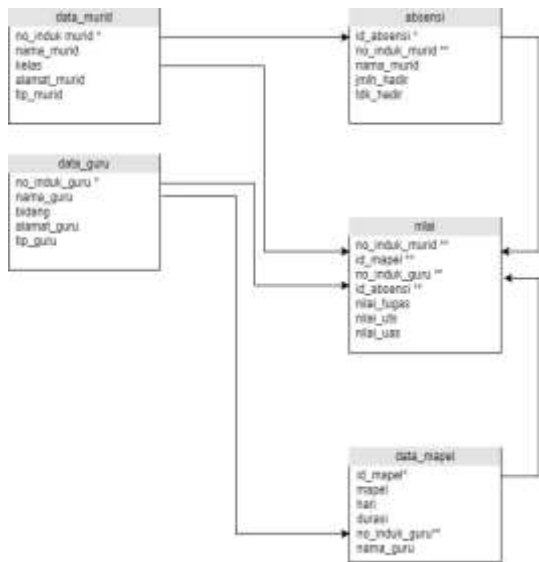 data_murid
no_induk murid *
nama_murid
kelas
alamat_murid
tlp_murid
absensi
id_absensi *
no_induk_murid **
nama_murid
jmlh_hadir
tdk_hadir
data_guru
no_induk_guru *
nama_guru
bidang
alamat_guru
tlp_guru
nilai
no_induk_murid **
id_mapel **
no_induk_guru **
id_absensi **
nilai_tugas
nilai_uts
nilai_uas
data_mapel
id_mapel*
mapel
hari
durasi
no_induk_guru**
nama_guru